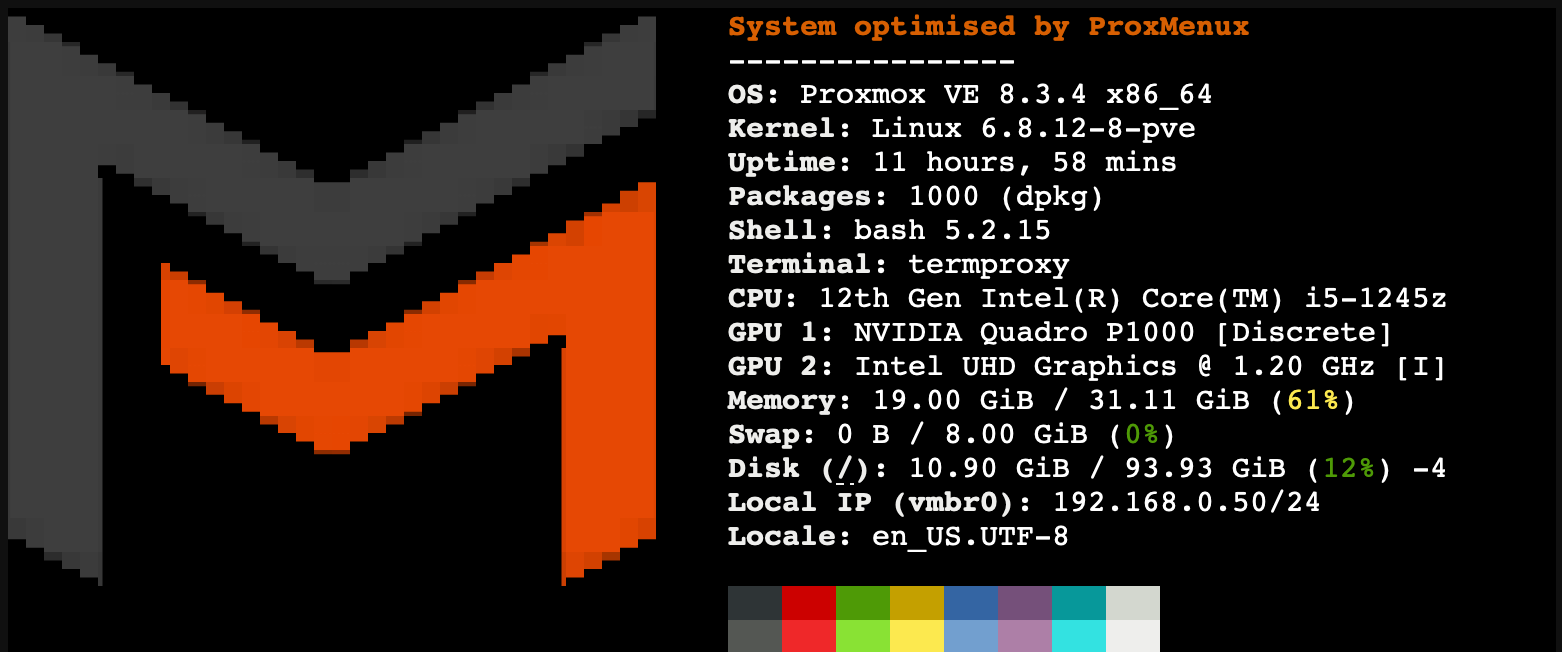 System optimised by ProxMenux
----------------
OS: Proxmox VE 8.3.4 x86_64
Kernel: Linux 6.8.12-8-pve
Uptime: 11 hours, 58 mins
Packages: 1000 (dpkg)
Shell: bash 5.2.15
Terminal: termproxy
CPU: 12th Gen Intel(R) Core(TM) i5-1245z
GPU 1: NVIDIA Quadro P1000 [Discrete]
GPU 2: Intel UHD Graphics @ 1.20 GHz [I]
Memory: 19.00 GiB / 31.11 GiB (61%)
Swap: 0 B / 8.00 GiB (0%)
Disk (/): 10.90 GiB / 93.93 GiB (12%) -4
Local IP (vmbr0): 192.168.0.50/24
Locale: en_US.UTF-8